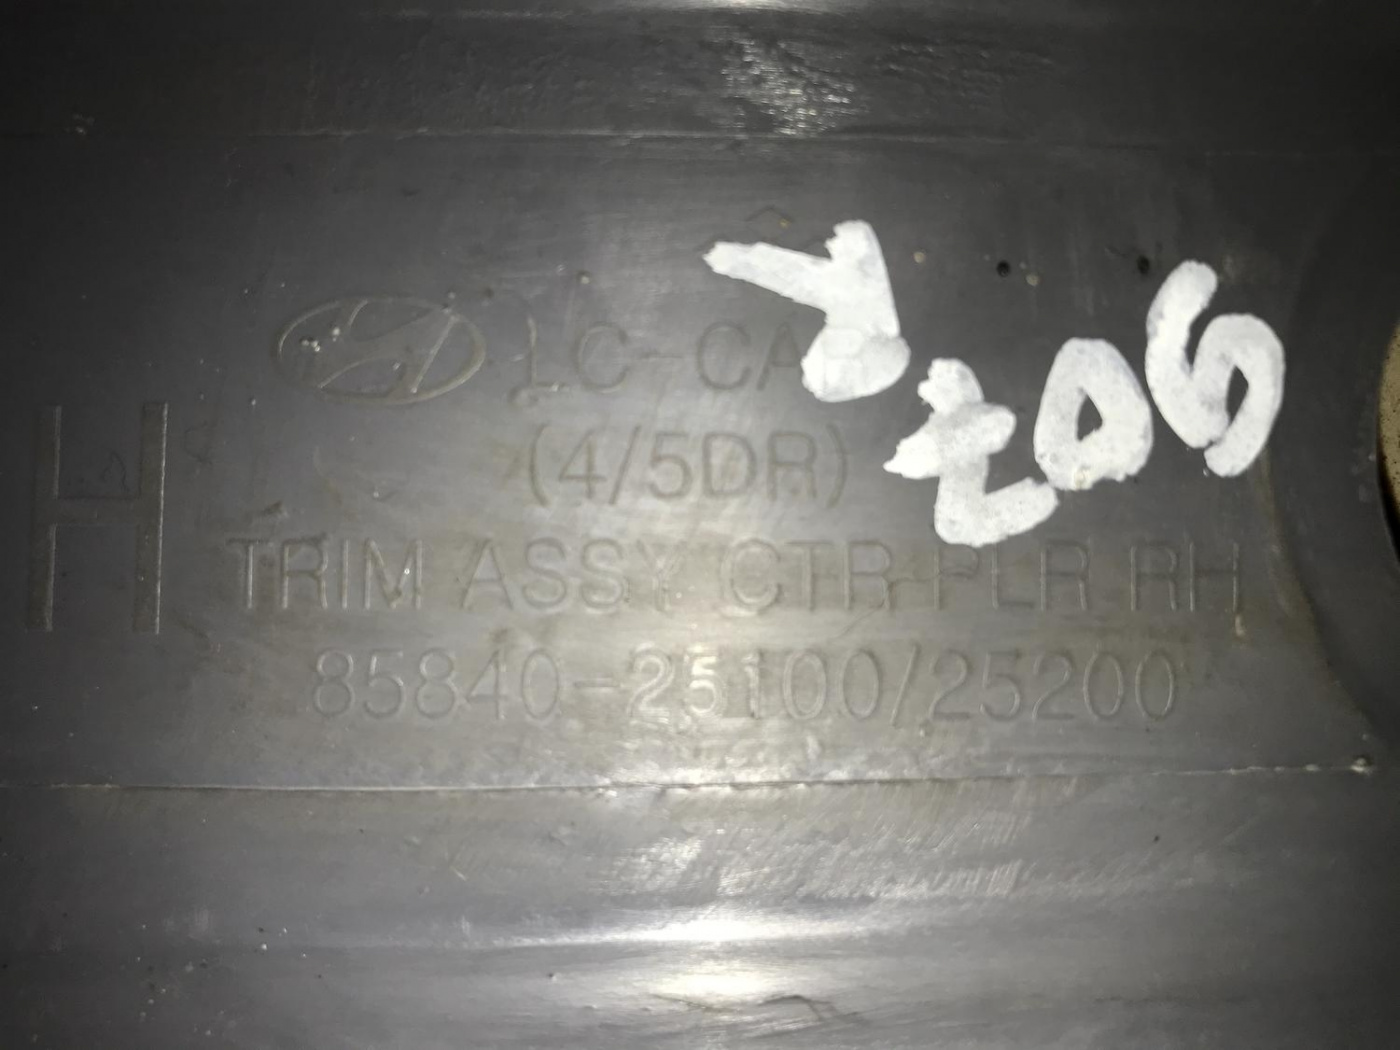 LC-CAR
(4/5DR)
H
TRIM ASSY CTR PLR RH
85840-25100/25200